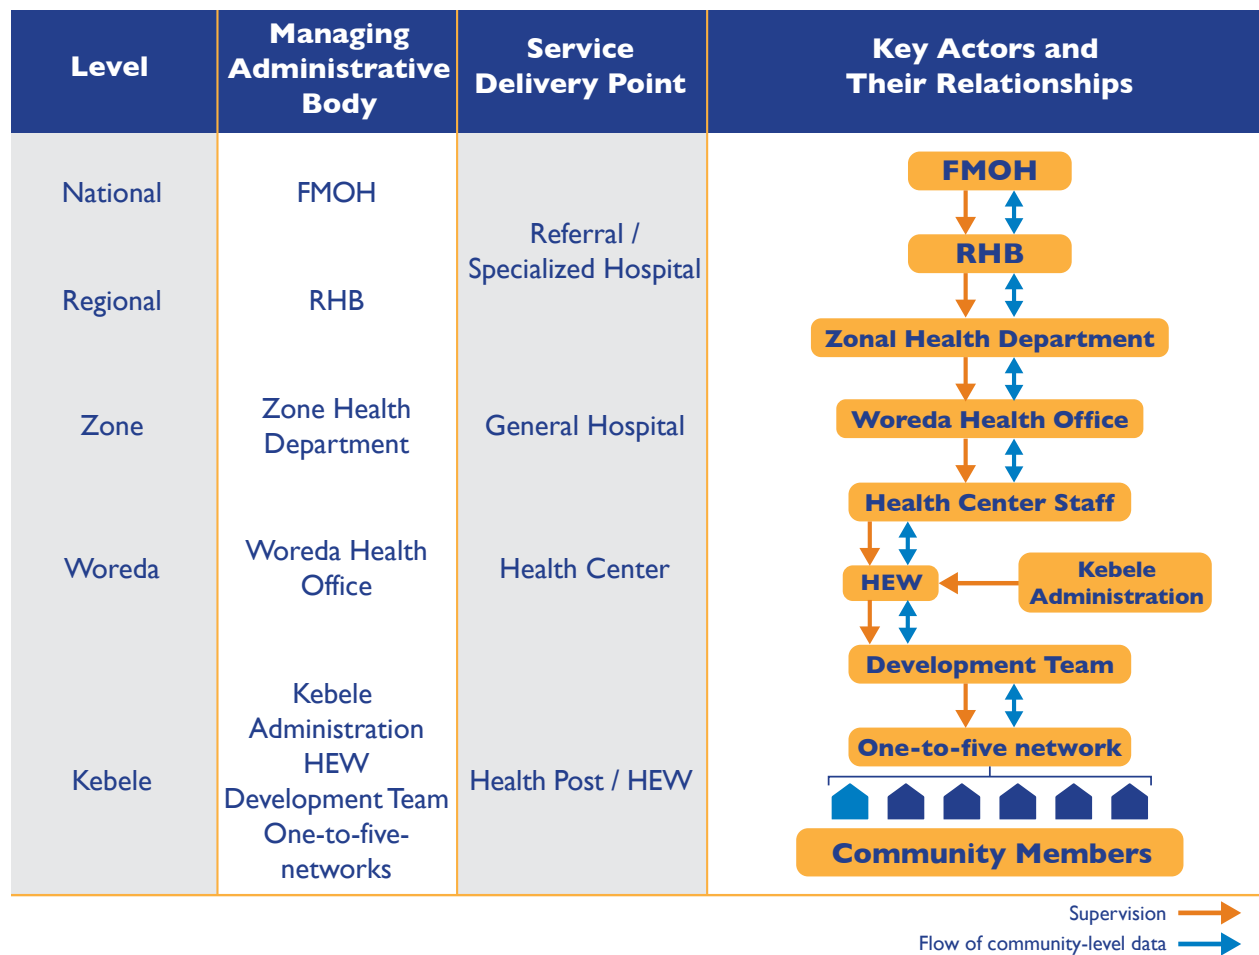 Level
Managing
Administrative
Body
Service
Delivery Point
Key Actors and
Their Relationships
National
FMOH
Referral /
Specialized Hospital
Regional
RHB
Zone
Zone Health
Department
General Hospital
Woreda
Woreda Health
Office
Health Center
Kebele
Kebele
Administration
HEW
Development Team
One-to-five-
networks
Health Post / HEW
FMOH
RHB
Zonal Health Department
Woreda Health Office
Health Center Staff
HEW
Kebele
Administration
Development Team
One-to-five network
Community Members
Supervision
Flow of community-level data